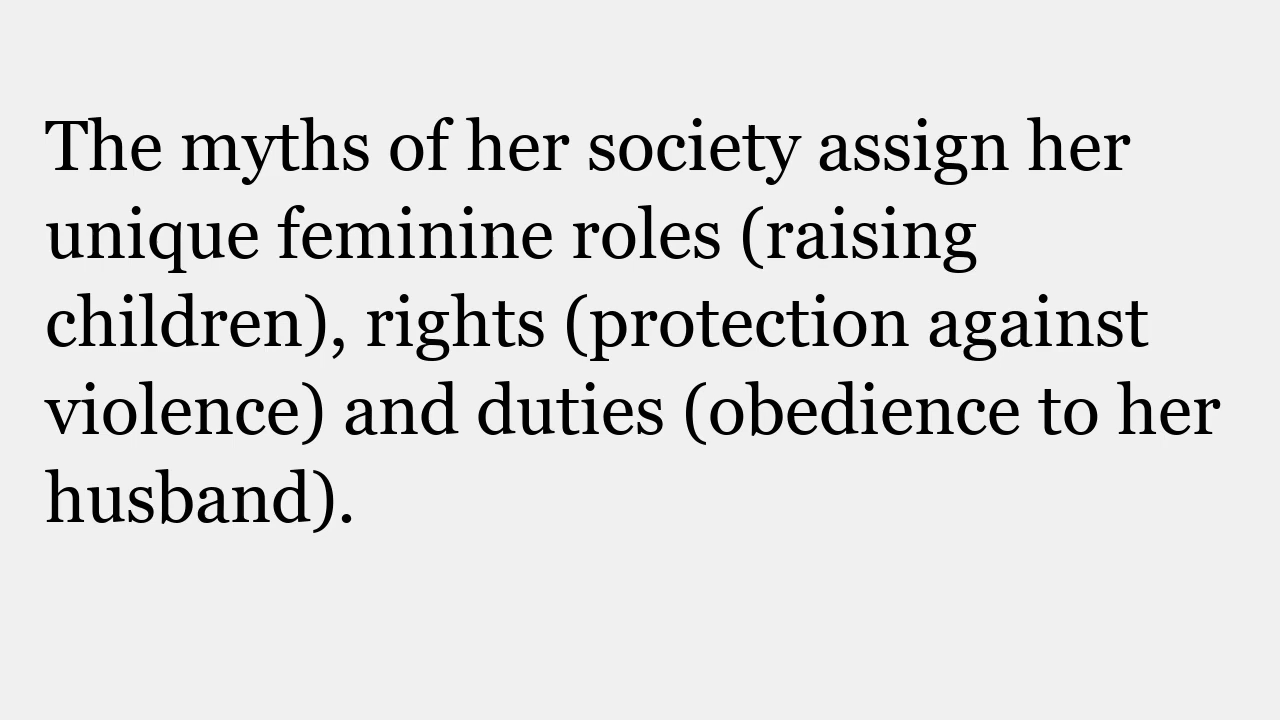 The myths of her society assign her
unique feminine roles (raising
children), rights (protection against
violence) and duties (obedience to her
husband).